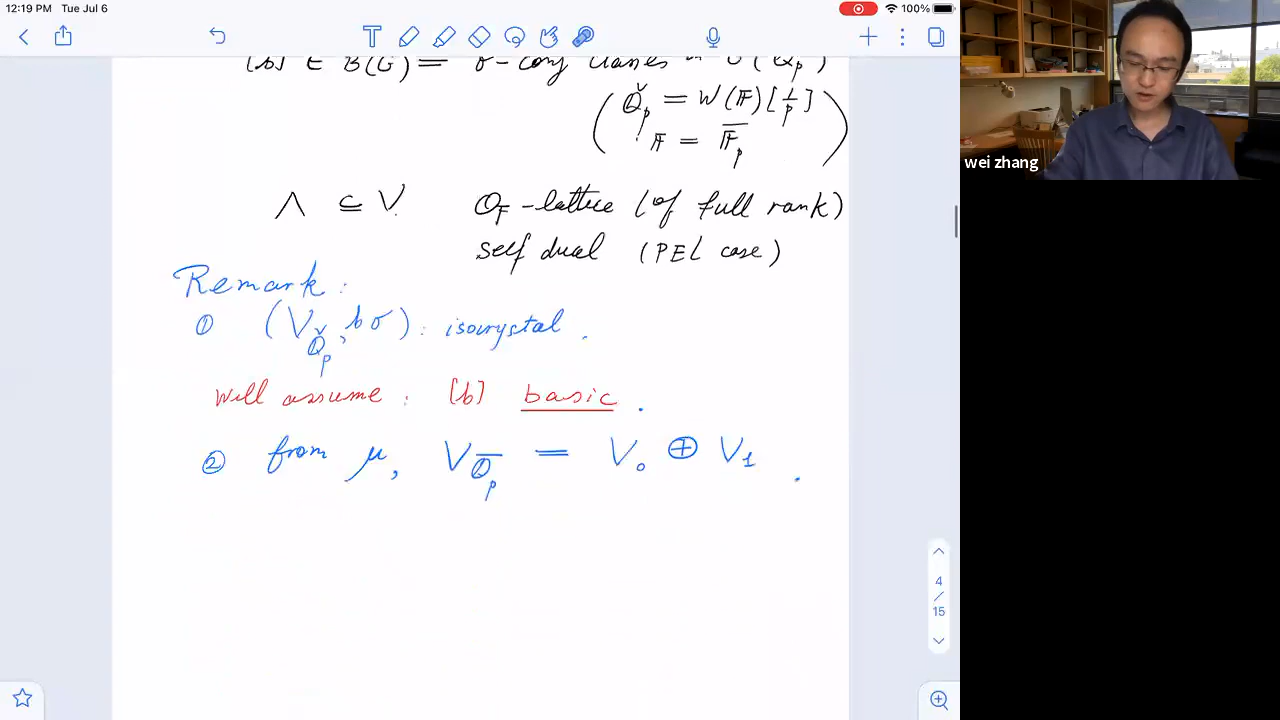 12:19 PM Tue Jul 6
100%
[b] ∈ B(G) = σ-conj classes in G(Q̆_p)
( Q̆_p = W(𝔽)[1/p]
𝔽 = 𝔽̄_p )
Λ ⊆ V. O_F-lattice (of full rank)
self dual (PEL case)
Remark:
① (V_Q̆_p, bσ): isocrystal.
Will assume: [b] basic.
② from μ, V_Q̄_p = V_0 ⊕ V_1.
wei zhang
4
/
15